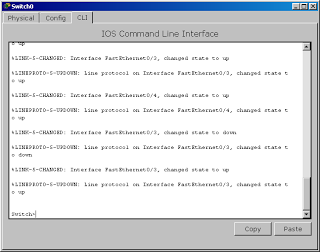 Switch0
Physical Config CLI
IOS Command Line Interface
o up
%LINK-5-CHANGED: Interface FastEthernet0/3, changed state to up
%LINEPROTO-5-UPDOWN: Line protocol on Interface FastEthernet0/3, changed state t
o up
%LINK-5-CHANGED: Interface FastEthernet0/4, changed state to up
%LINEPROTO-5-UPDOWN: Line protocol on Interface FastEthernet0/4, changed state t
o up
%LINK-5-CHANGED: Interface FastEthernet0/3, changed state to down
%LINEPROTO-5-UPDOWN: Line protocol on Interface FastEthernet0/3, changed state t
o down
%LINK-5-CHANGED: Interface FastEthernet0/3, changed state to up
%LINEPROTO-5-UPDOWN: Line protocol on Interface FastEthernet0/3, changed state t
o up
Switch>
Copy Paste